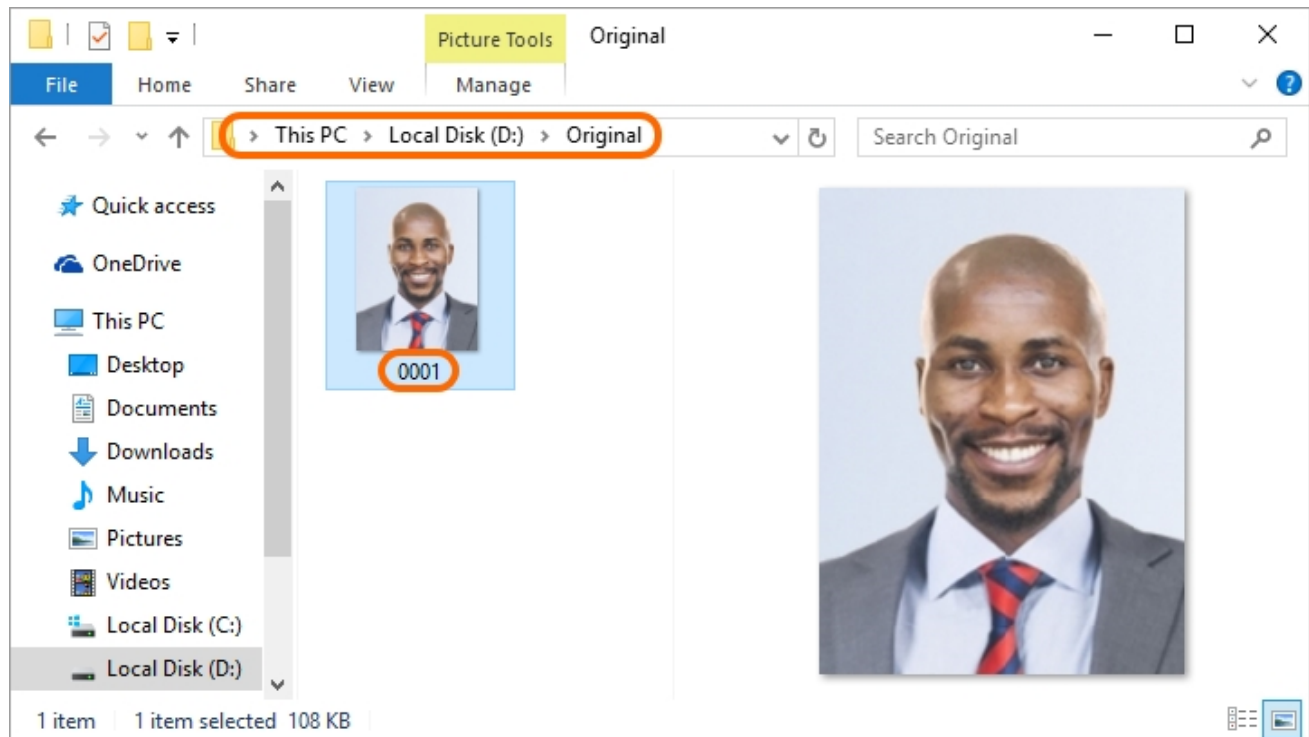 Picture Tools Original
File Home Share View Manage
This PC > Local Disk (D:) > Original
Search Original
Quick access
OneDrive
This PC
Desktop
Documents
Downloads
Music
Pictures
Videos
Local Disk (C:)
Local Disk (D:)
0001
1 item 1 item selected 108 KB